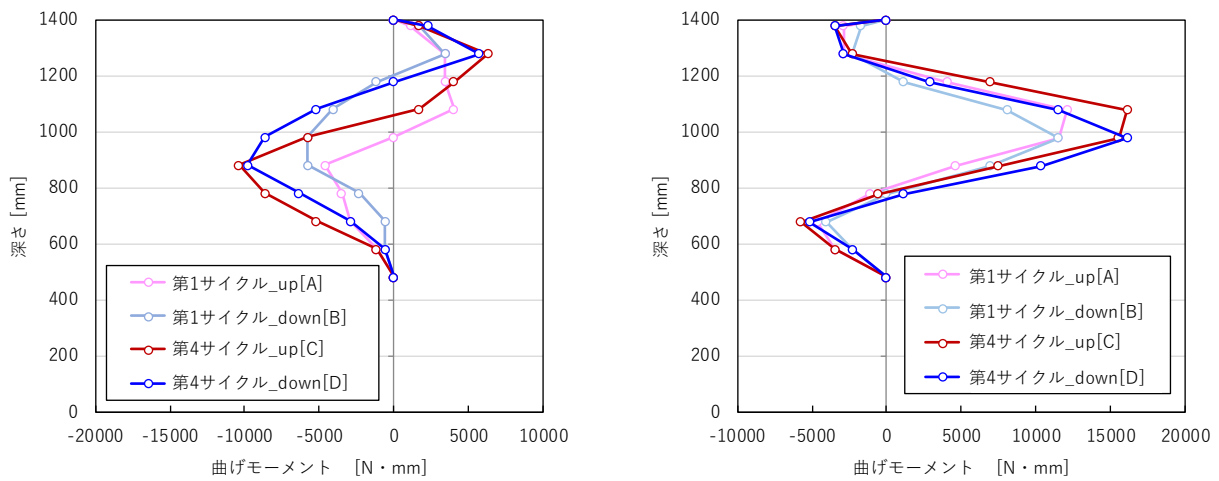 1400
1200
1000
800
600
400
200
0
深さ [mm]
-20000
-15000
-10000
-5000
0
5000
10000
曲げモーメント [N・mm]
第1サイクル_up[A]
第1サイクル_down[B]
第4サイクル_up[C]
第4サイクル_down[D]
1400
1200
1000
800
600
400
200
0
深さ [mm]
-10000
-5000
0
5000
10000
15000
20000
曲げモーメント [N・mm]
第1サイクル_up[A]
第1サイクル_down[B]
第4サイクル_up[C]
第4サイクル_down[D]